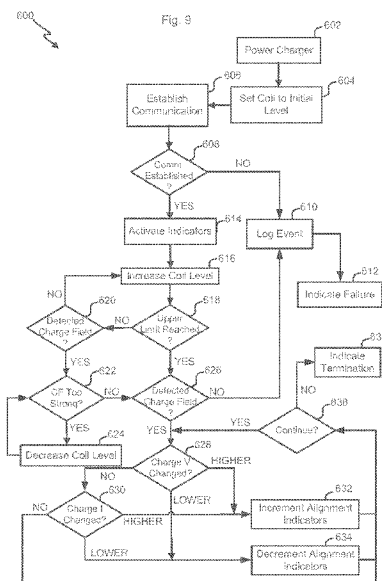 600
Fig. 9
602
Power Charger
606
604
Establish
Communication
Set Coil to Initial
Level
608
Comm
Established
?
NO
YES
614
610
Activate Indicators
Log Event
616
Increase Coil Level
612
Indicate Failure
NO
620
618
Detected
Charge Field
?
NO
Upper
Limit Reached
?
63
Indicate
Termination
YES
622
YES
626
CF Too
Strong?
NO
Detected
Charge Field
?
NO
NO
638
YES
624
YES
YES
Continue?
Decrease Coil Level
628
Charge V
Changed?
HIGHER
NO
630
LOWER
632
NO
Charge I
Changed?
HIGHER
Increment Alignment
Indicators
634
LOWER
Decrement Alignment
Indicators